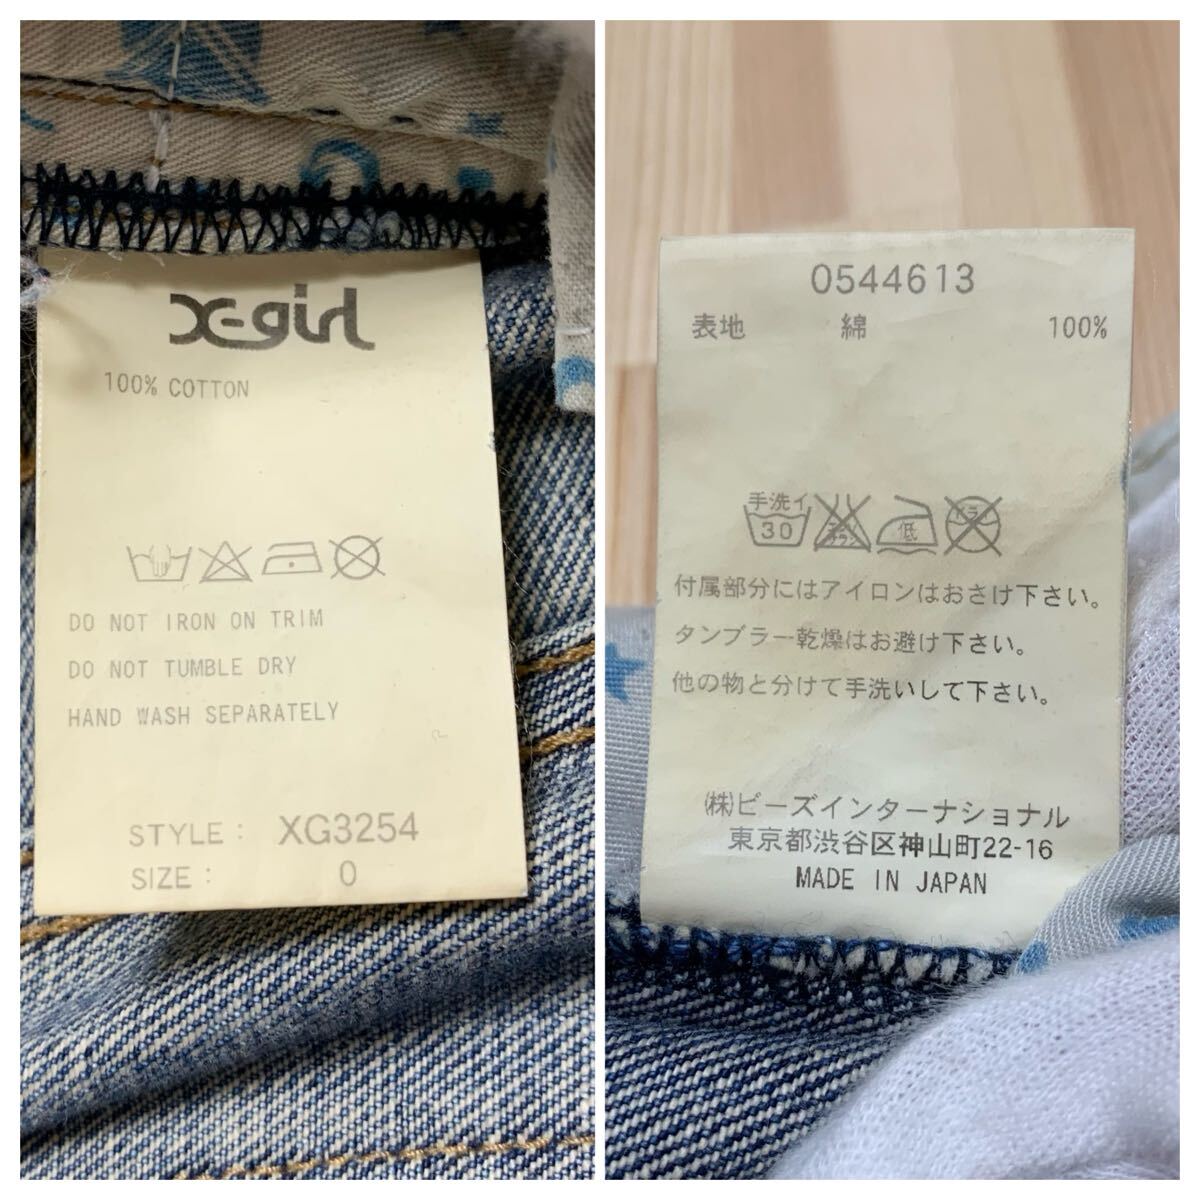 X-girl
100% COTTON
DO NOT IRON ON TRIM
DO NOT TUMBLE DRY
HAND WASH SEPARATELY
STYLE: XG3254
SIZE: 0
0544613
表地 綿 100%
手洗イ
30
低
付属部分にはアイロンはおさけ下さい。
タンブラー乾燥はお避け下さい。
他の物と分けて手洗いして下さい。
㈱ビーズインターナショナル
東京都渋谷区神山町22-16
MADE IN JAPAN